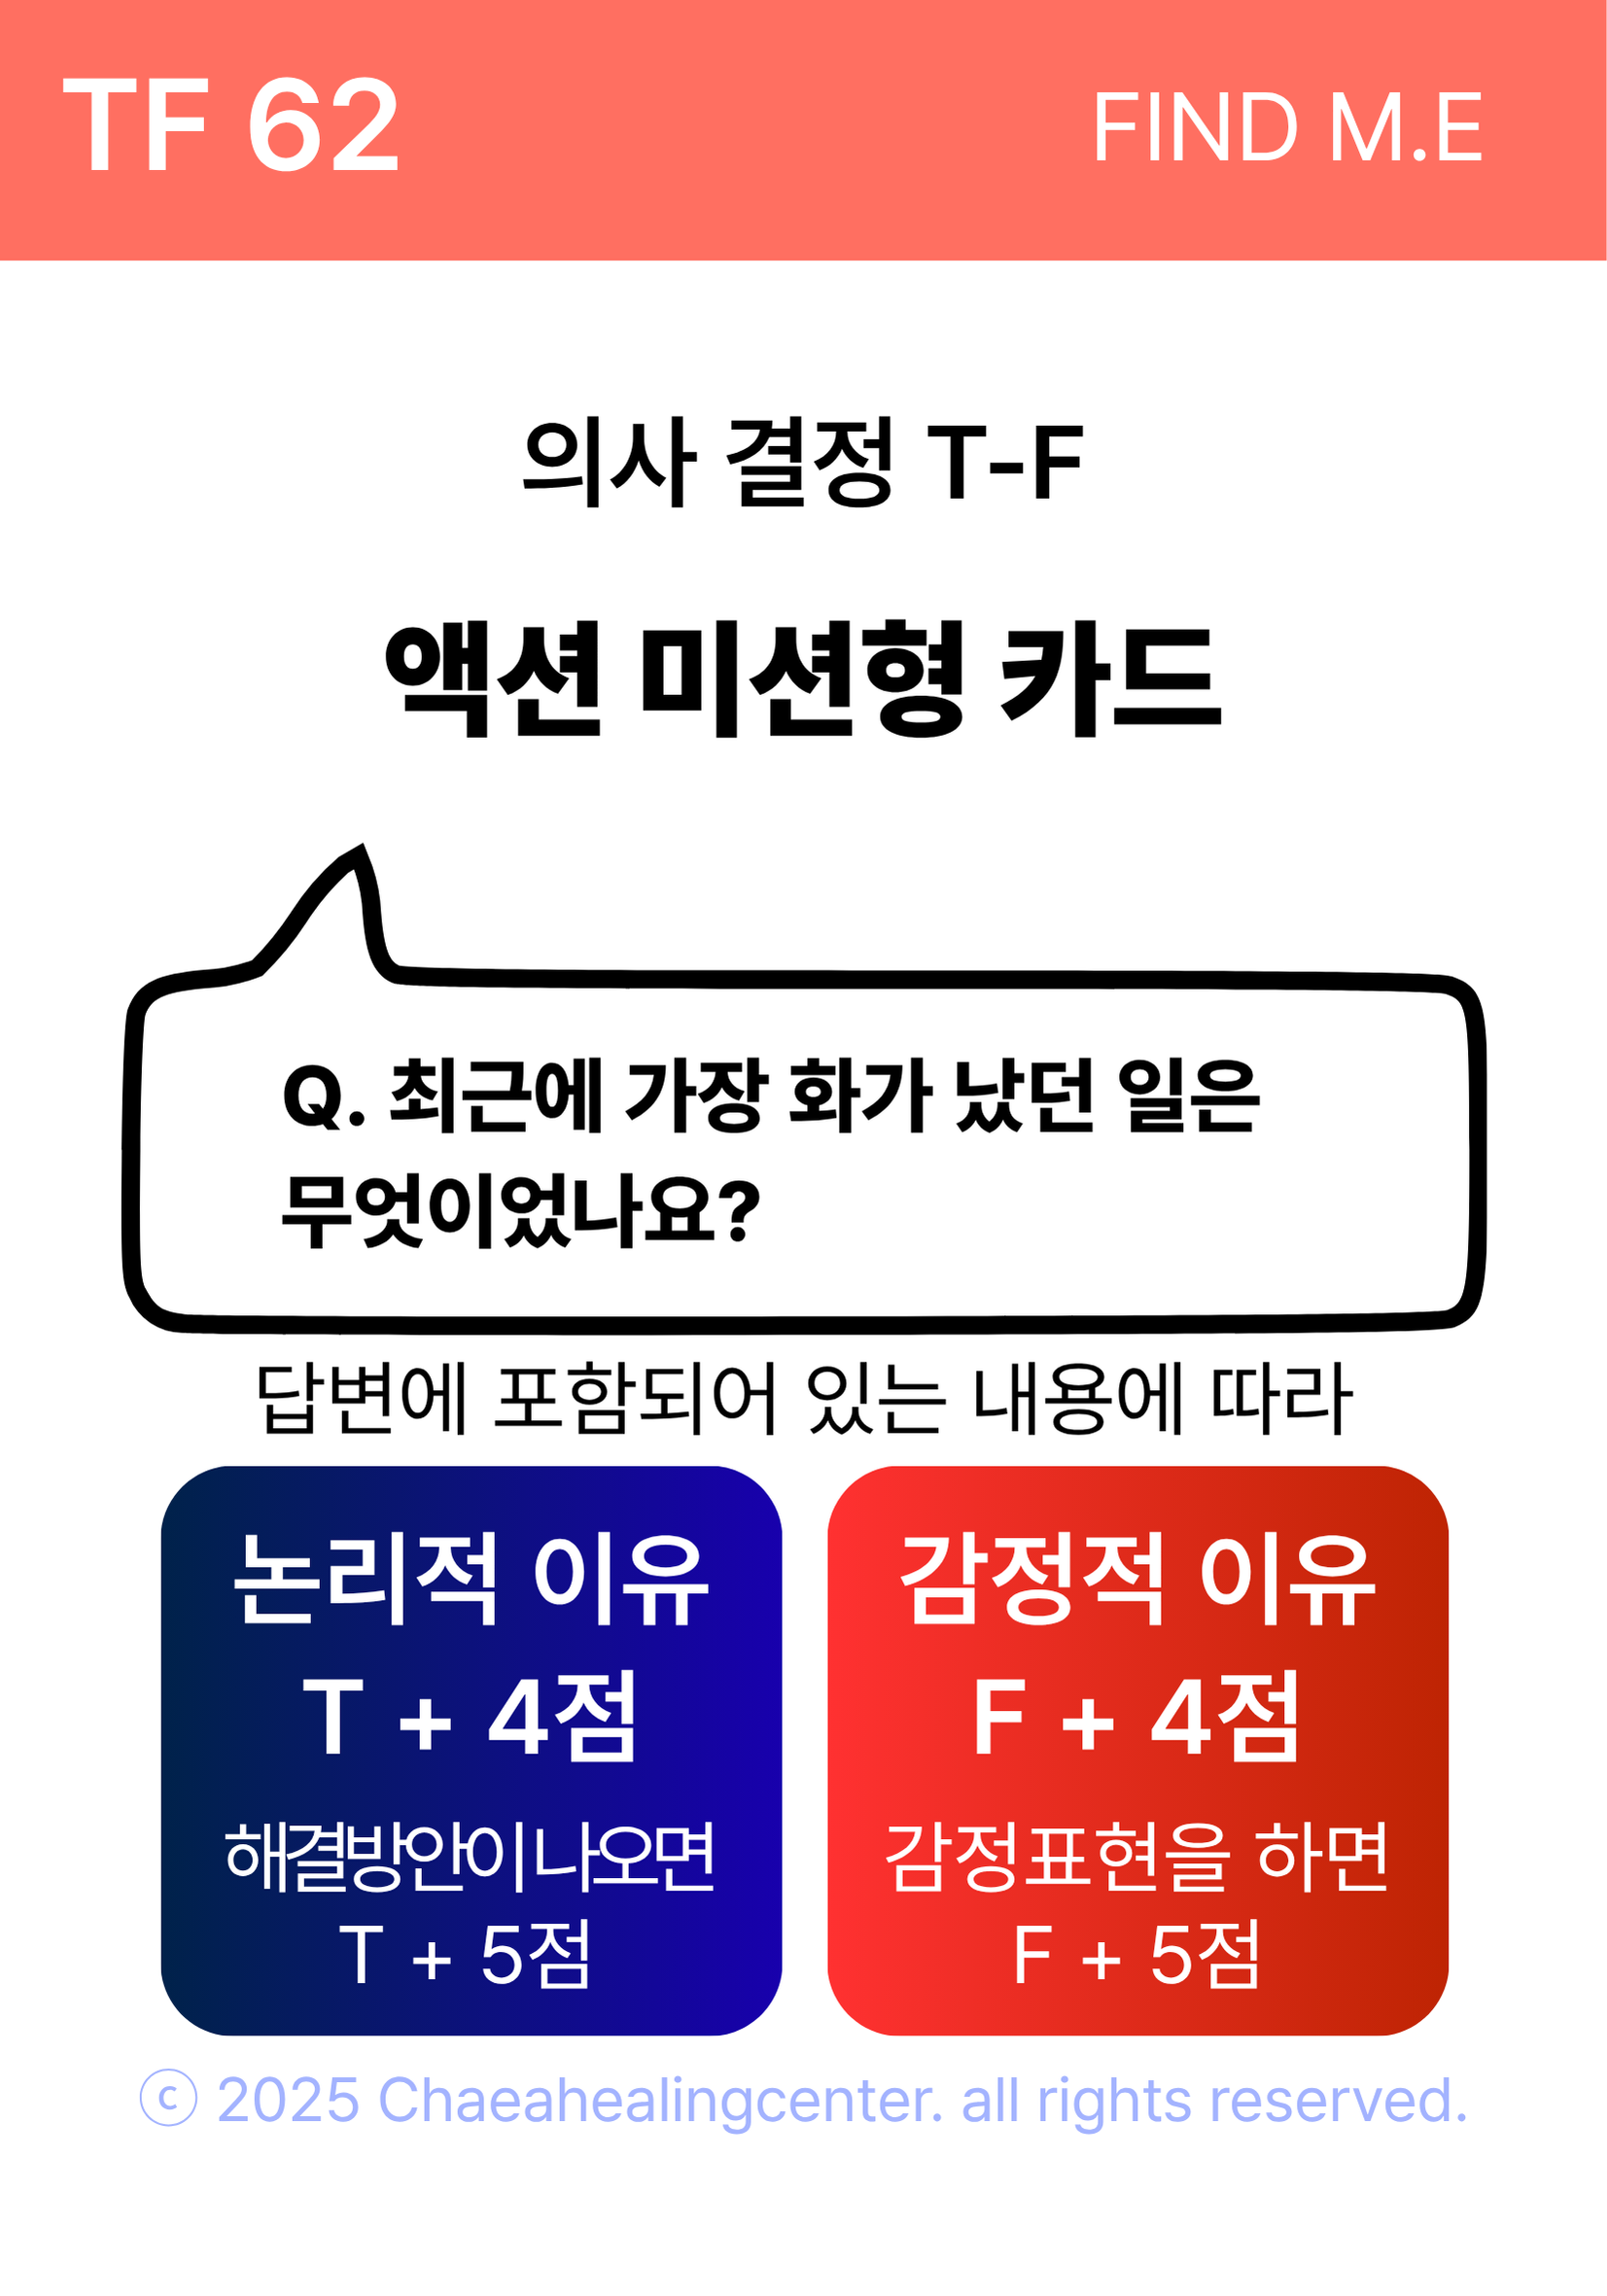 TF 62
FIND M.E
의사 결정 T-F
액션 미션형 카드
Q. 최근에 가장 화가 났던 일은
무엇이었나요?
답변에 포함되어 있는 내용에 따라
논리적 이유
T + 4점
해결방안이나오면
T + 5점
감정적 이유
F + 4점
감정표현을 하면
F + 5점
ⓒ 2025 Chaeahealingcenter. all rights reserved.